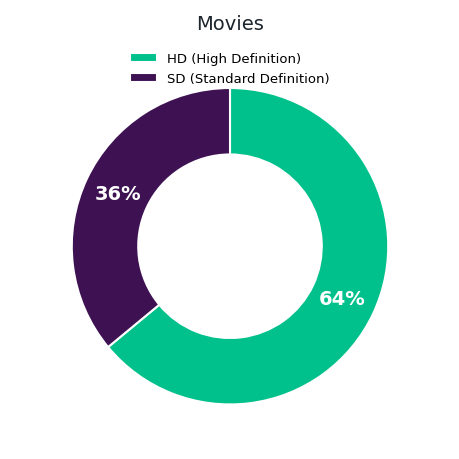 Movies
HD (High Definition)
SD (Standard Definition)
36%
64%